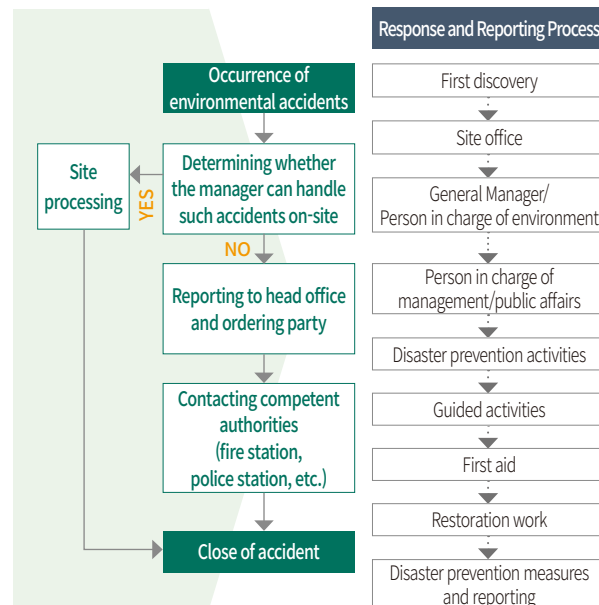 Occurrence of
environmental accidents
Site
processing
YES
Determining whether
the manager can handle
such accidents on-site
NO
Reporting to head office
and ordering party
Contacting competent
authorities
(fire station,
police station, etc.)
Close of accident
Response and Reporting Process
First discovery
Site office
General Manager/
Person in charge of environment
Person in charge of
management/public affairs
Disaster prevention activities
Guided activities
First aid
Restoration work
Disaster prevention measures
and reporting